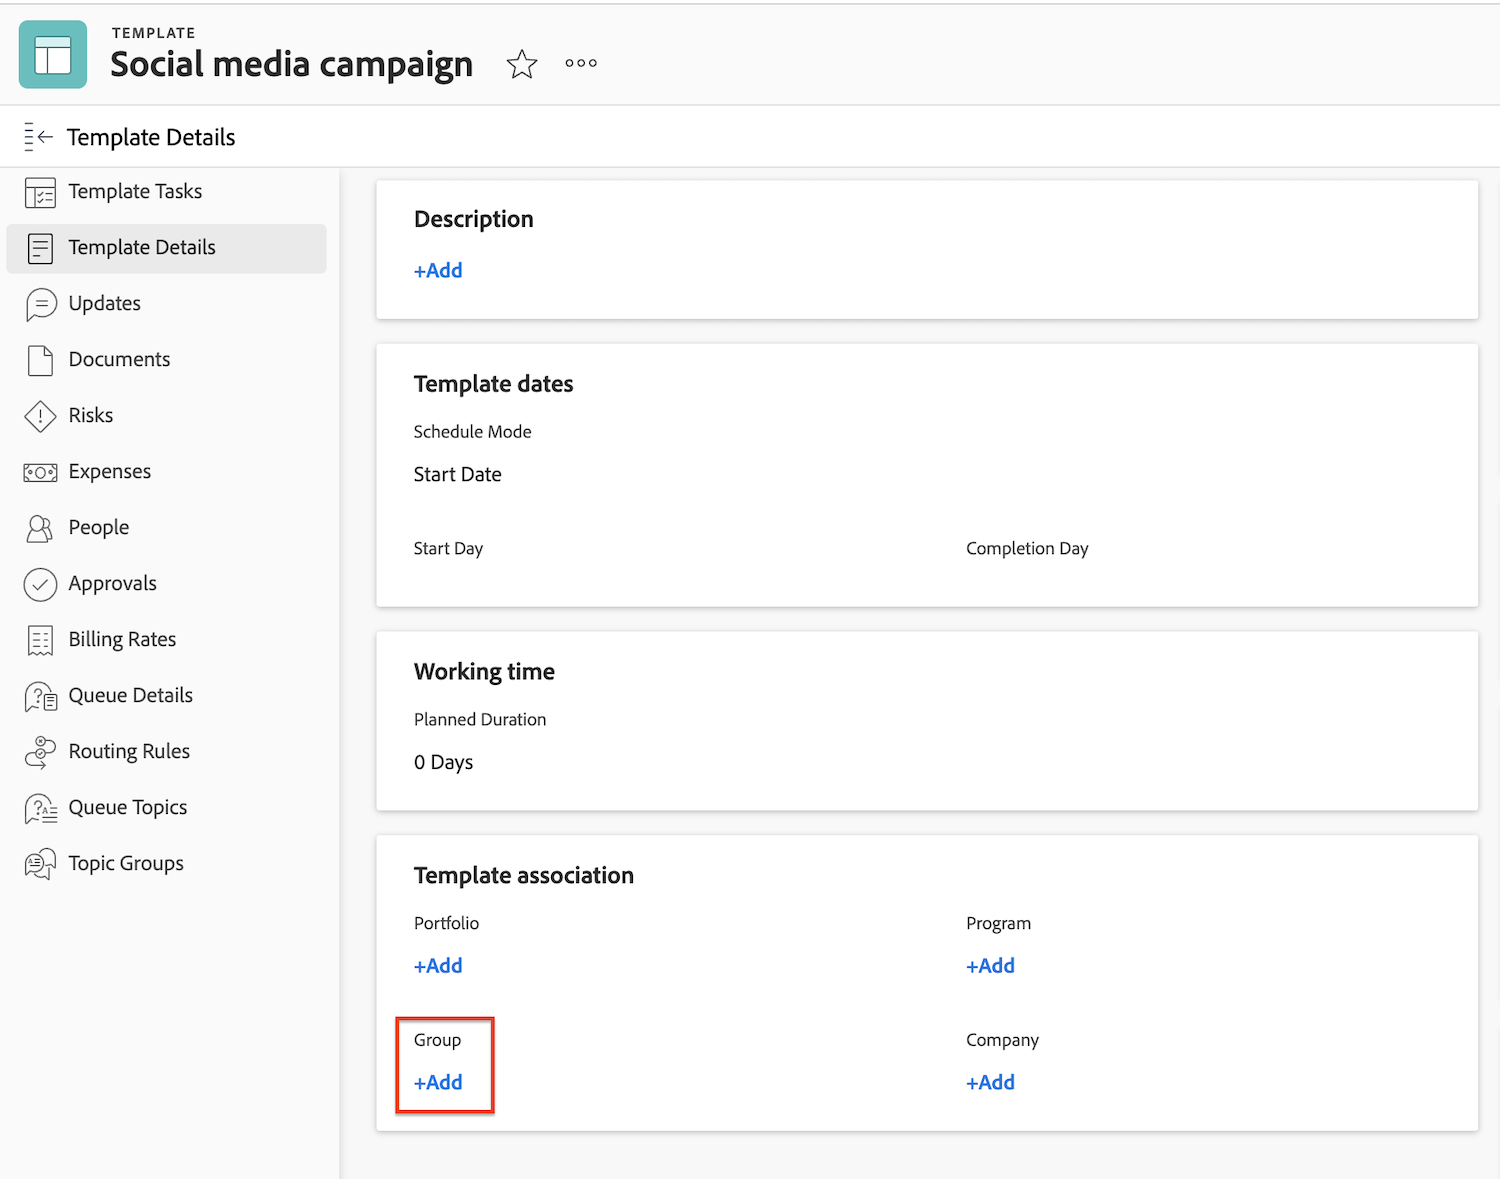 TEMPLATE
Social media campaign
Template Details
Template Tasks
Template Details
Updates
Documents
Risks
Expenses
People
Approvals
Billing Rates
Queue Details
Routing Rules
Queue Topics
Topic Groups
Description
+Add
Template dates
Schedule Mode
Start Date
Start Day
Completion Day
Working time
Planned Duration
0 Days
Template association
Portfolio
Program
+Add
+Add
Group
Company
+Add
+Add